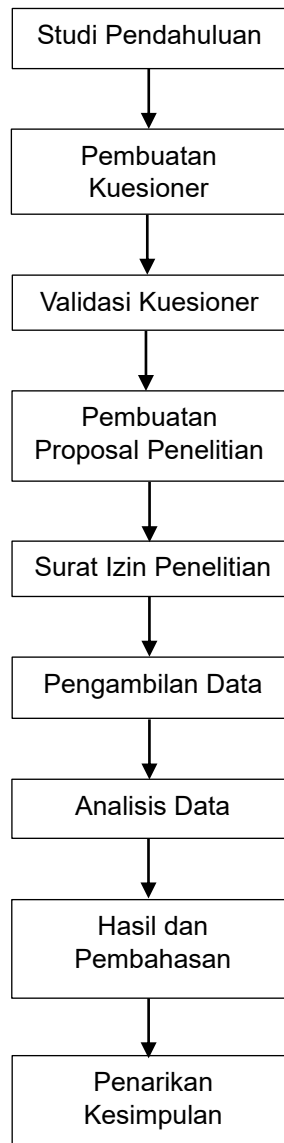 Studi Pendahuluan
Pembuatan
Kuesioner
Validasi Kuesioner
Pembuatan
Proposal Penelitian
Surat Izin Penelitian
Pengambilan Data
Analisis Data
Hasil dan
Pembahasan
Penarikan
Kesimpulan